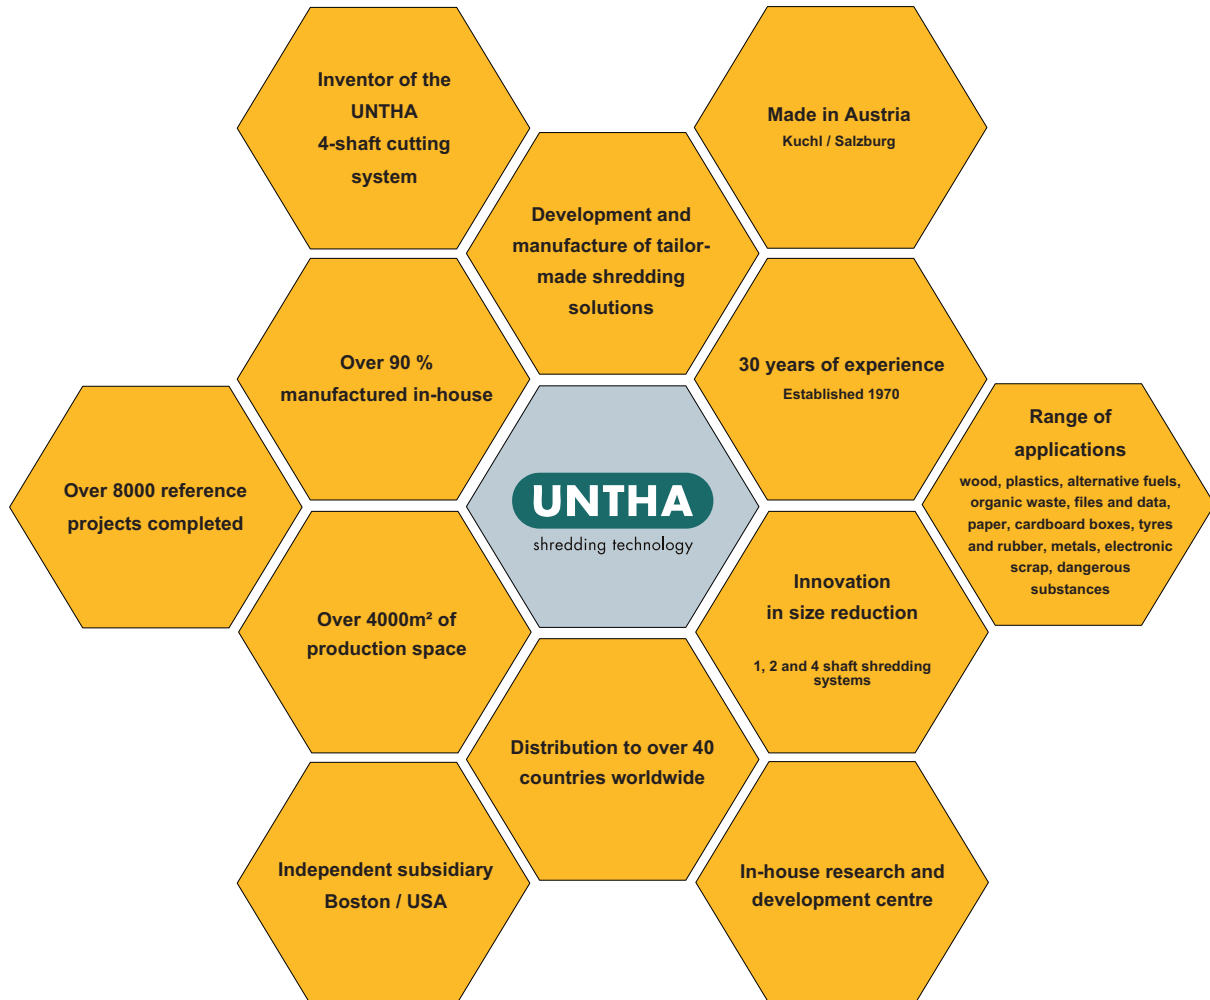 Inventor of the
UNTHA
4-shaft cutting
system
Made in Austria
Kuchl / Salzburg
Development and
manufacture of tailor-
made shredding
solutions
Over 90 %
manufactured in-house
30 years of experience
Established 1970
Range of
applications
wood, plastics, alternative fuels,
organic waste, files and data,
paper, cardboard boxes, tyres
and rubber, metals, electronic
scrap, dangerous
substances
Over 8000 reference
projects completed
UNTHA
shredding technology
Innovation
in size reduction
1, 2 and 4 shaft shredding
systems
Over 4000m² of
production space
Distribution to over 40
countries worldwide
Independent subsidiary
Boston / USA
In-house research and
development centre